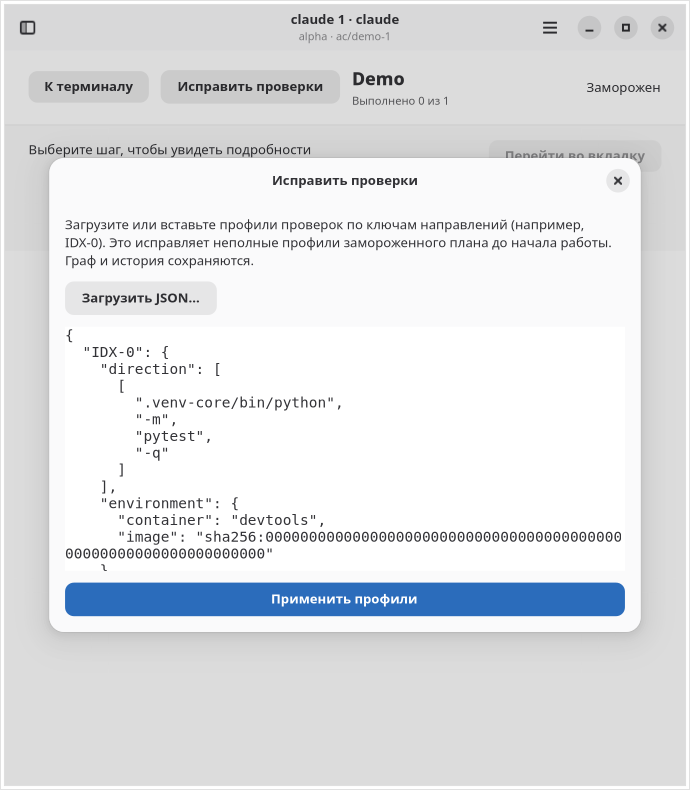 claude 1 · claude
alpha · ac/demo-1
К терминалу
Исправить проверки
Demo
Выполнено 0 из 1
Заморожен
Выберите шаг, чтобы увидеть подробности
Перейти во вкладку
Исправить проверки
Загрузите или вставьте профили проверок по ключам направлений (например,
IDX-0). Это исправляет неполные профили замороженного плана до начала работы.
Граф и история сохраняются.
Загрузить JSON...
{
  "IDX-0": {
    "direction": [
      [
        ".venv-core/bin/python",
        "-m",
        "pytest",
        "-q"
      ]
    ],
    "environment": {
      "container": "devtools",
      "image": "sha256:00000000000000000000000000000000000000000
00000000000000000000000"
    }
Применить профили